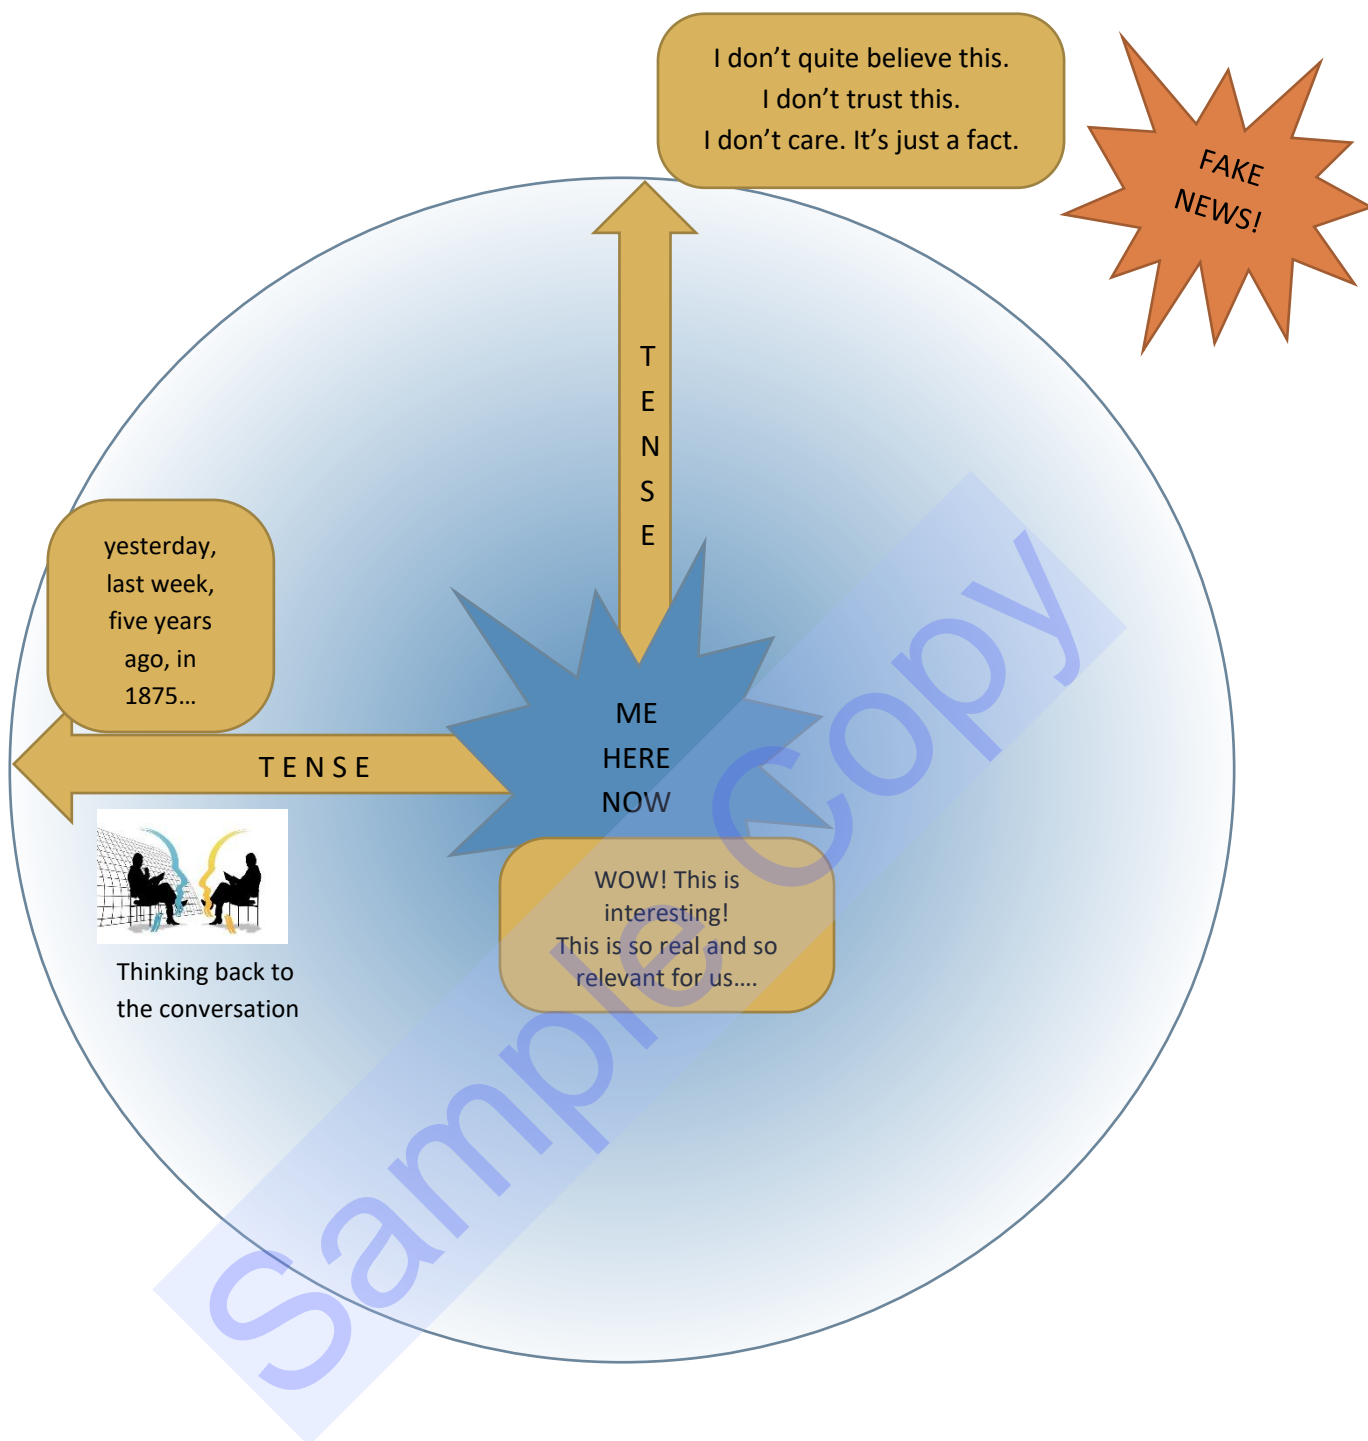 I don't quite believe this.
I don't trust this.
I don't care. It's just a fact.
FAKE
NEWS!
T
E
N
S
E
yesterday,
last week,
five years
ago, in
1875…
T E N S E
ME
HERE
NOW
WOW! This is
interesting!
This is so real and so
relevant for us….
Thinking back to
the conversation
Sample Copy